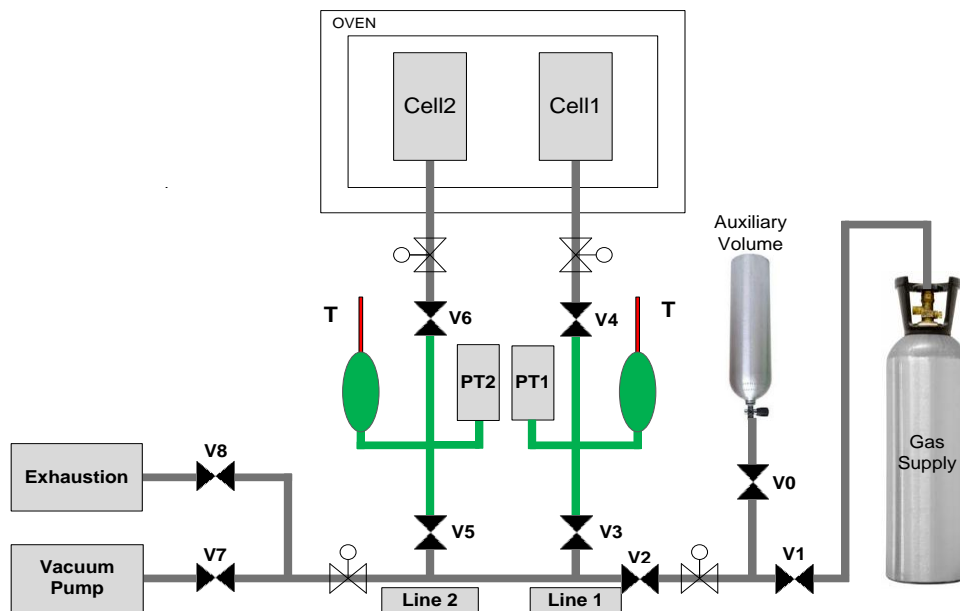 OVEN
Cell2
Cell1
Auxiliary
Volume
T
V6
V4
T
PT2
PT1
Gas
Supply
V8
Exhaustion
V0
V5
V3
V2
V1
V7
Vacuum
Pump
Line 2
Line 1